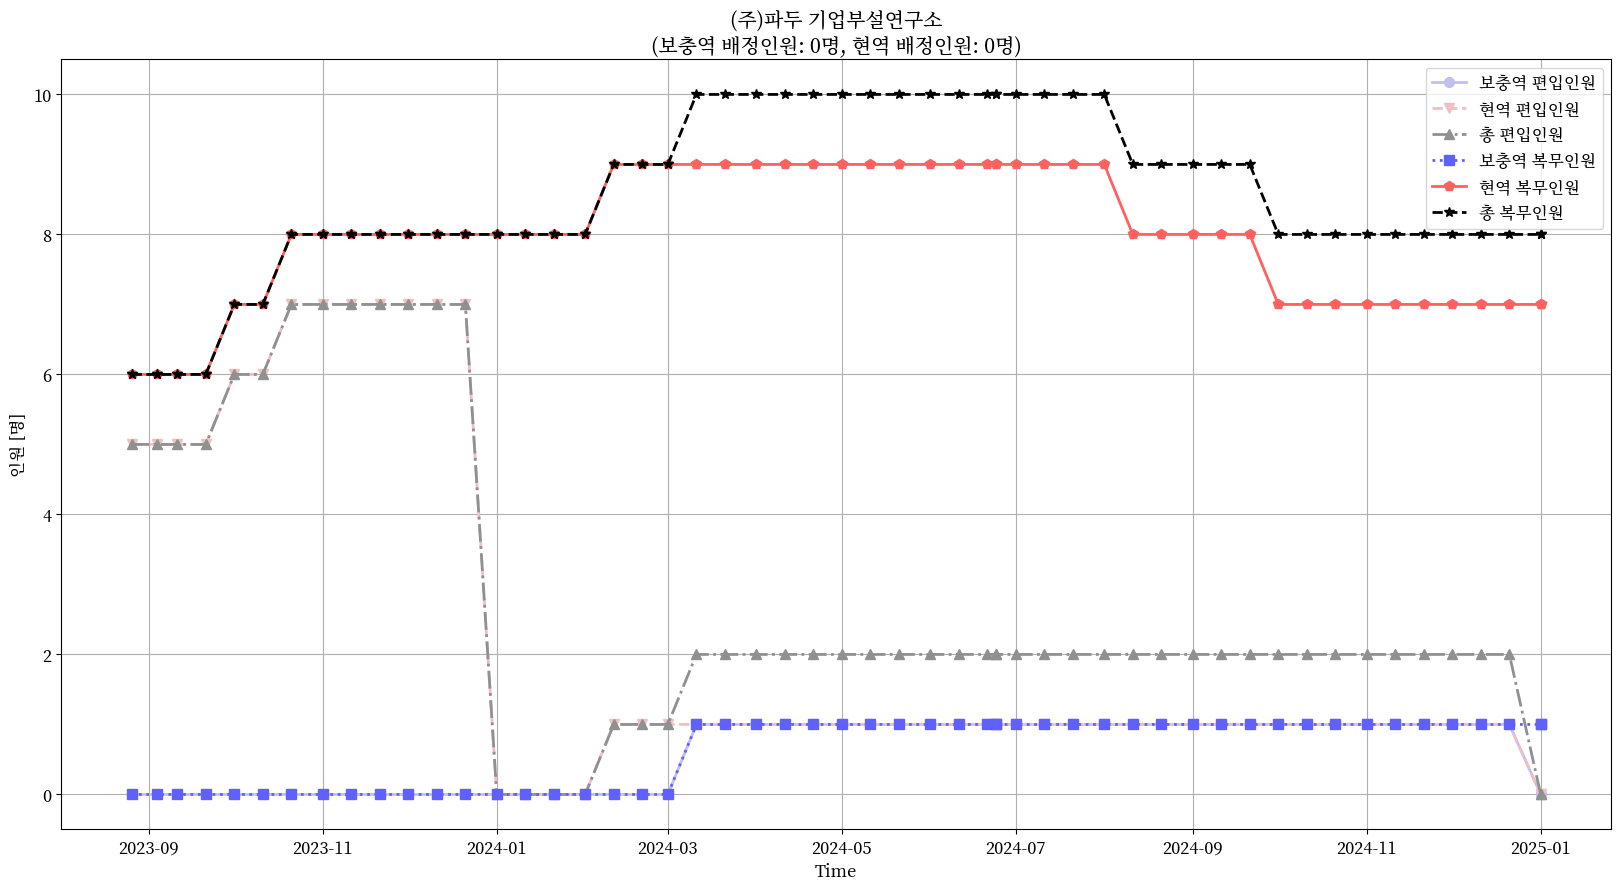 (주)파두 기업부설연구소
(보충역 배정인원: 0명, 현역 배정인원: 0명)
보충역 편입인원
현역 편입인원
총 편입인원
보충역 복무인원
현역 복무인원
총 복무인원
인원 [명]
10
8
6
4
2
0
2023-09
2023-11
2024-01
2024-03
2024-05
2024-07
2024-09
2024-11
2025-01
Time